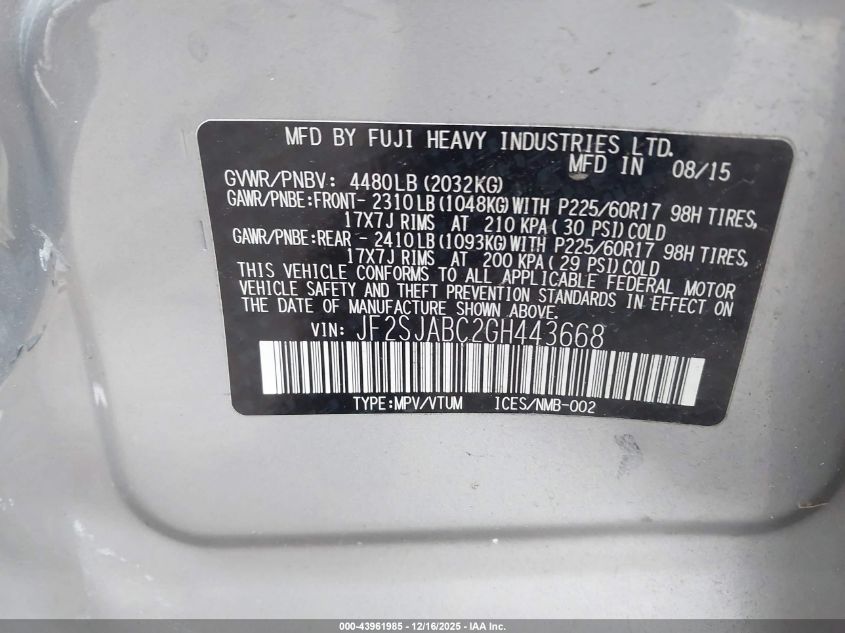 MFD BY FUJI HEAVY INDUSTRIES LTD.
MFD IN 08/15
GVWR/PNBV: 4480LB (2032KG)
GAWR/PNBE:FRONT- 2310 LB (1048KG) WITH P225/60R17 98H TIRES,
17X7J RIMS AT 210 KPA ( 30 PSI) COLD
GAWR/PNBE:REAR - 2410 LB (1093KG) WITH P225/60R17 98H TIRES,
17X7J RIMS AT 200 KPA ( 29 PSI) COLD
THIS VEHICLE CONFORMS TO ALL APPLICABLE FEDERAL MOTOR
VEHICLE SAFETY AND THEFT PREVENTION STANDARDS IN EFFECT ON
THE DATE OF MANUFACTURE SHOWN ABOVE.
VIN: JF2SJABC2GH443668
TYPE:MPV/VTUM ICES/NMB-002
000-43961985 - 12/16/2025 - IAA Inc.